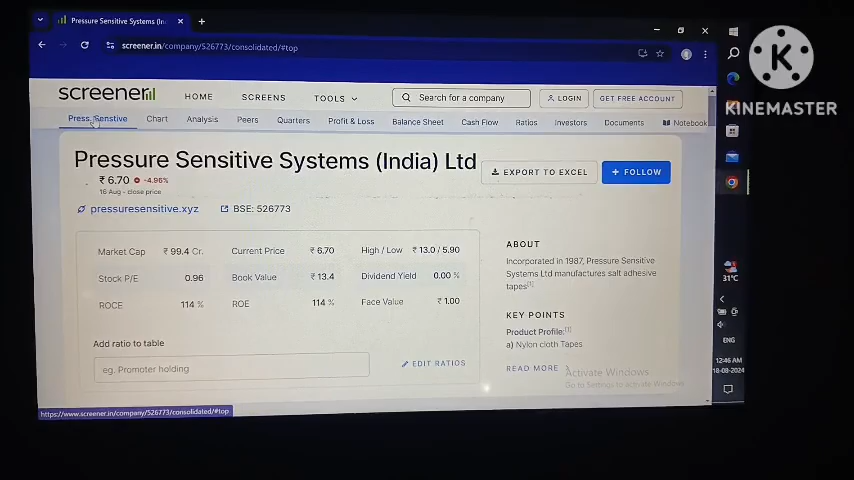 Pressure Sensitive Systems (In
screener.in/company/526773/consolidated/#top
screener
HOME SCREENS TOOLS Search for a company LOGIN GET FREE ACCOUNT
KINEMASTER
Press. Sensitive Chart Analysis Peers Quarters Profit & Loss Balance Sheet Cash Flow Ratios Investors Documents Notebook
Pressure Sensitive Systems (India) Ltd
EXPORT TO EXCEL + FOLLOW
₹ 6.70 -4.96%
16 Aug - close price
pressuresensitive.xyz BSE: 526773
Market Cap ₹ 99.4 Cr. Current Price ₹ 6.70 High / Low ₹ 13.0 / 5.90
Stock P/E 0.96 Book Value ₹ 13.4 Dividend Yield 0.00 %
ROCE 114 % ROE 114 % Face Value ₹ 1.00
Add ratio to table
eg. Promoter holding
EDIT RATIOS
ABOUT
Incorporated in 1987, Pressure Sensitive
Systems Ltd manufactures salt adhesive
tapes[1]
KEY POINTS
Product Profile:[1]
a) Nylon cloth Tapes
READ MORE
Activate Windows
Go to Settings to activate Windows.
31°C
ENG
12:46 AM
18-08-2024
https://www.screener.in/company/526773/consolidated/#top